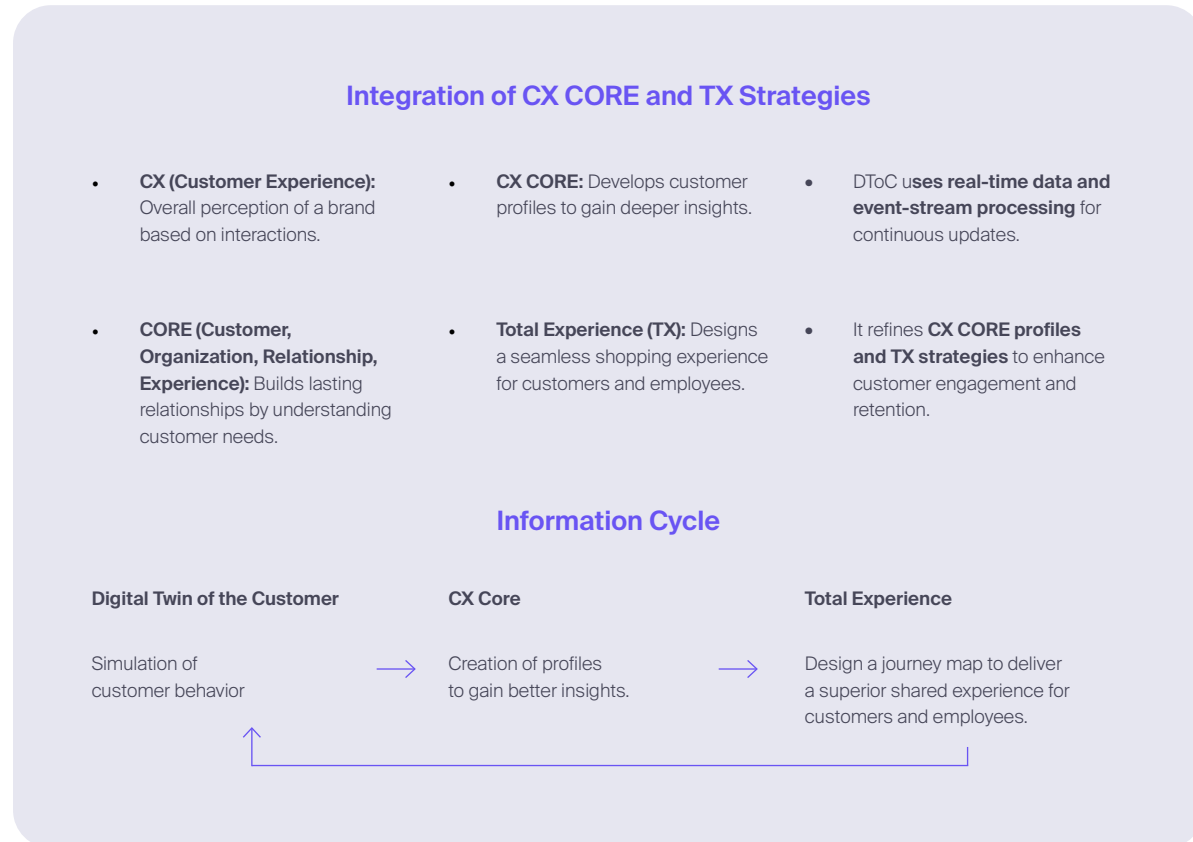 Integration of CX CORE and TX Strategies
• CX (Customer Experience):
Overall perception of a brand
based on interactions.
• CX CORE: Develops customer
profiles to gain deeper insights.
• DToC uses real-time data and
event-stream processing for
continuous updates.
• CORE (Customer,
Organization, Relationship,
Experience): Builds lasting
relationships by understanding
customer needs.
• Total Experience (TX): Designs
a seamless shopping experience
for customers and employees.
• It refines CX CORE profiles
and TX strategies to enhance
customer engagement and
retention.
Information Cycle
Digital Twin of the Customer
Simulation of
customer behavior
CX Core
Creation of profiles
to gain better insights.
Total Experience
Design a journey map to deliver
a superior shared experience for
customers and employees.